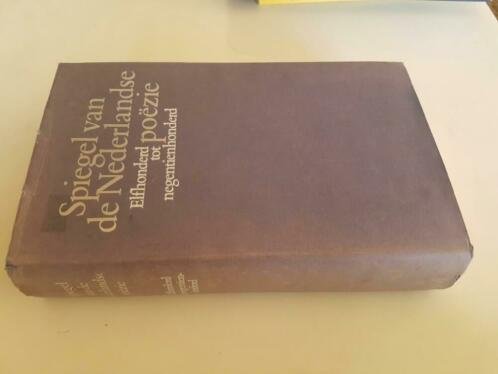 Spiegel van
de Nederlandse
poëzie
Elfhonderd
tot
negentienhonderd